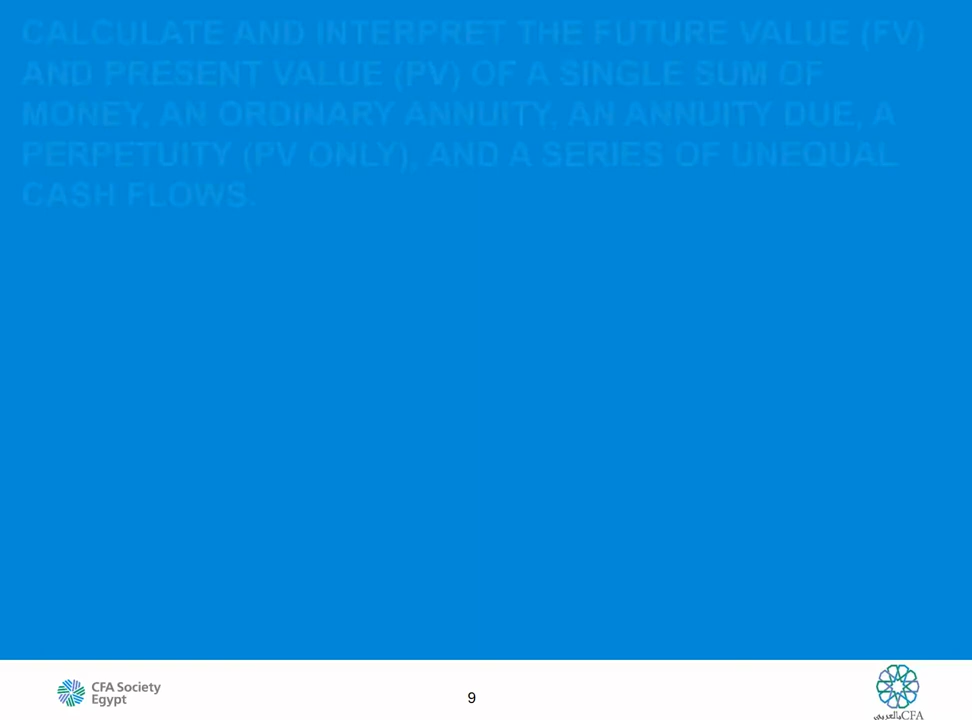 CALCULATE AND INTERPRET THE FUTURE VALUE (FV)
AND PRESENT VALUE (PV) OF A SINGLE SUM OF
MONEY, AN ORDINARY ANNUITY, AN ANNUITY DUE, A
PERPETUITY (PV ONLY), AND A SERIES OF UNEQUAL
CASH FLOWS.
CFA Society
Egypt
9
CFA بالعربي